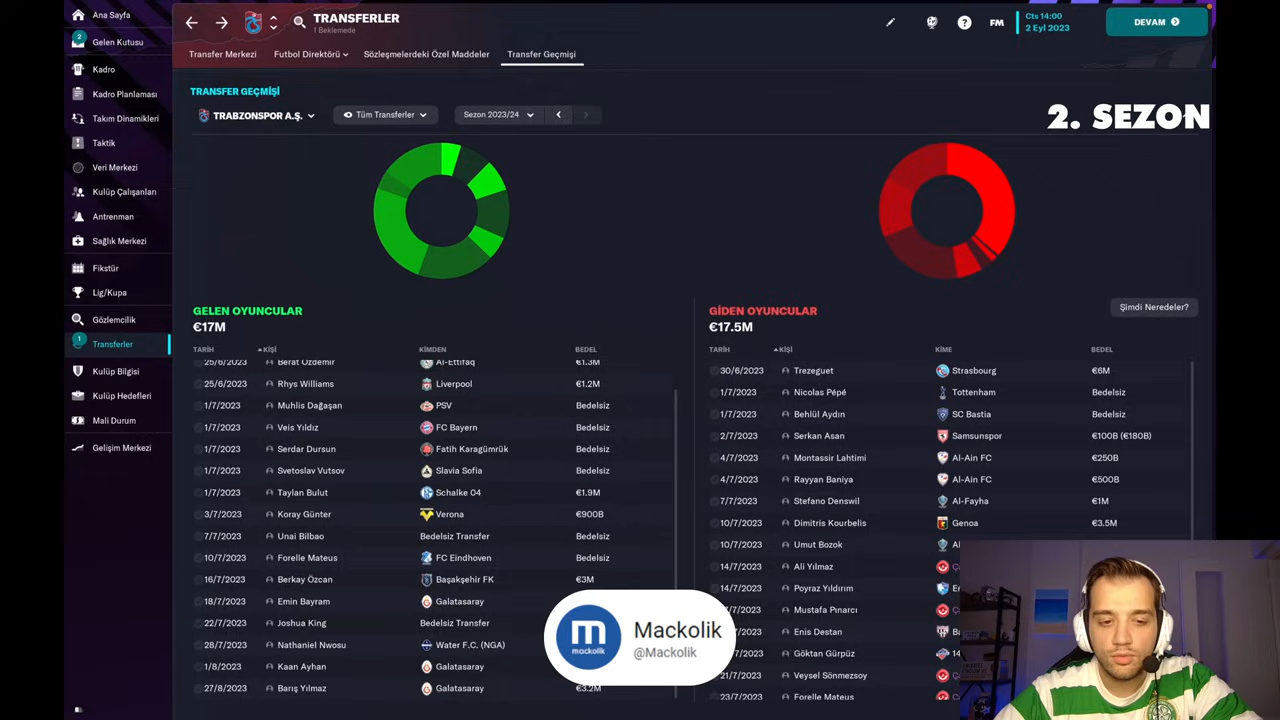 Ana Sayfa
2
Gelen Kutusu
Kadro
Kadro Planlaması
Takım Dinamikleri
Taktik
Veri Merkezi
Kulüp Çalışanları
Antrenman
Sağlık Merkezi
Fikstür
Lig/Kupa
Gözlemcilik
1
Transferler
Kulüp Bilgisi
Kulüp Hedefleri
Mali Durum
Gelişim Merkezi
TRANSFERLER
1 Beklemede
FM
Cts 14:00
2 Eyl 2023
DEVAM
Transfer Merkezi
Futbol Direktörü
Sözleşmelerdeki Özel Maddeler
Transfer Geçmişi
TRANSFER GEÇMİŞİ
TRABZONSPOR A.Ş.
Tüm Transferler
Sezon 2023/24
2. SEZON
GELEN OYUNCULAR
€17M
TARİH KİŞİ KİMDEN BEDEL
25/6/2023 Berat Özdemir Al-Ettifaq €1.3M
25/6/2023 Rhys Williams Liverpool €1.2M
1/7/2023 Muhlis Dağaşan PSV Bedelsiz
1/7/2023 Veis Yıldız FC Bayern Bedelsiz
1/7/2023 Serdar Dursun Fatih Karagümrük Bedelsiz
1/7/2023 Svetoslav Vutsov Slavia Sofia Bedelsiz
1/7/2023 Taylan Bulut Schalke 04 €1.9M
3/7/2023 Koray Günter Verona €900B
7/7/2023 Unai Bilbao Bedelsiz Transfer Bedelsiz
10/7/2023 Forelle Mateus FC Eindhoven Bedelsiz
16/7/2023 Berkay Özcan Başakşehir FK €3M
18/7/2023 Emin Bayram Galatasaray
22/7/2023 Joshua King Bedelsiz Transfer
28/7/2023 Nathaniel Nwosu Water F.C. (NGA)
1/8/2023 Kaan Ayhan Galatasaray
27/8/2023 Barış Yılmaz Galatasaray €3.2M
GİDEN OYUNCULAR
€17.5M
Şimdi Neredeler?
TARİH KİŞİ KİME BEDEL
30/6/2023 Trezeguet Strasbourg €6M
1/7/2023 Nicolas Pépé Tottenham Bedelsiz
1/7/2023 Behlül Aydın SC Bastia Bedelsiz
2/7/2023 Serkan Asan Samsunspor €100B (€180B)
4/7/2023 Montassir Lahtimi Al-Ain FC €250B
4/7/2023 Rayyan Baniya Al-Ain FC €500B
7/7/2023 Stefano Denswil Al-Fayha €1M
10/7/2023 Dimitris Kourbelis Genoa €3.5M
10/7/2023 Umut Bozok
14/7/2023 Ali Yılmaz
14/7/2023 Poyraz Yıldırım
Mustafa Pınarcı
Enis Destan
Göktan Gürpüz
21/7/2023 Veysel Sönmezsoy
23/7/2023 Forelle Mateus
m
mackolik
Mackolik
@Mackolik